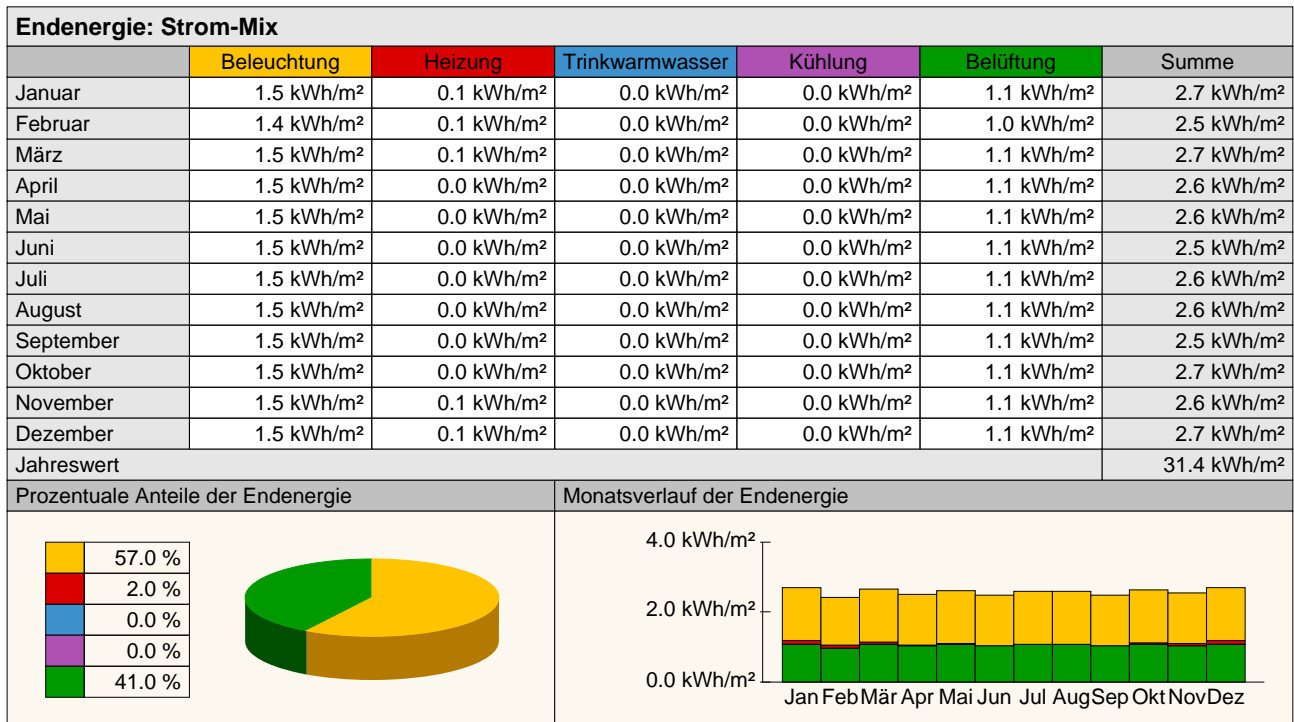 Endenergie: Strom-Mix
Beleuchtung Heizung Trinkwarmwasser Kühlung Belüftung Summe
Januar 1.5 kWh/m² 0.1 kWh/m² 0.0 kWh/m² 0.0 kWh/m² 1.1 kWh/m² 2.7 kWh/m²
Februar 1.4 kWh/m² 0.1 kWh/m² 0.0 kWh/m² 0.0 kWh/m² 1.0 kWh/m² 2.5 kWh/m²
März 1.5 kWh/m² 0.1 kWh/m² 0.0 kWh/m² 0.0 kWh/m² 1.1 kWh/m² 2.7 kWh/m²
April 1.5 kWh/m² 0.0 kWh/m² 0.0 kWh/m² 0.0 kWh/m² 1.1 kWh/m² 2.6 kWh/m²
Mai 1.5 kWh/m² 0.0 kWh/m² 0.0 kWh/m² 0.0 kWh/m² 1.1 kWh/m² 2.6 kWh/m²
Juni 1.5 kWh/m² 0.0 kWh/m² 0.0 kWh/m² 0.0 kWh/m² 1.1 kWh/m² 2.5 kWh/m²
Juli 1.5 kWh/m² 0.0 kWh/m² 0.0 kWh/m² 0.0 kWh/m² 1.1 kWh/m² 2.6 kWh/m²
August 1.5 kWh/m² 0.0 kWh/m² 0.0 kWh/m² 0.0 kWh/m² 1.1 kWh/m² 2.6 kWh/m²
September 1.5 kWh/m² 0.0 kWh/m² 0.0 kWh/m² 0.0 kWh/m² 1.1 kWh/m² 2.5 kWh/m²
Oktober 1.5 kWh/m² 0.0 kWh/m² 0.0 kWh/m² 0.0 kWh/m² 1.1 kWh/m² 2.7 kWh/m²
November 1.5 kWh/m² 0.1 kWh/m² 0.0 kWh/m² 0.0 kWh/m² 1.1 kWh/m² 2.6 kWh/m²
Dezember 1.5 kWh/m² 0.1 kWh/m² 0.0 kWh/m² 0.0 kWh/m² 1.1 kWh/m² 2.7 kWh/m²
Jahreswert 31.4 kWh/m²
Prozentuale Anteile der Endenergie
57.0 %
2.0 %
0.0 %
0.0 %
41.0 %
Monatsverlauf der Endenergie
4.0 kWh/m²
2.0 kWh/m²
0.0 kWh/m²
Jan Feb Mär Apr Mai Jun Jul Aug Sep Okt Nov Dez